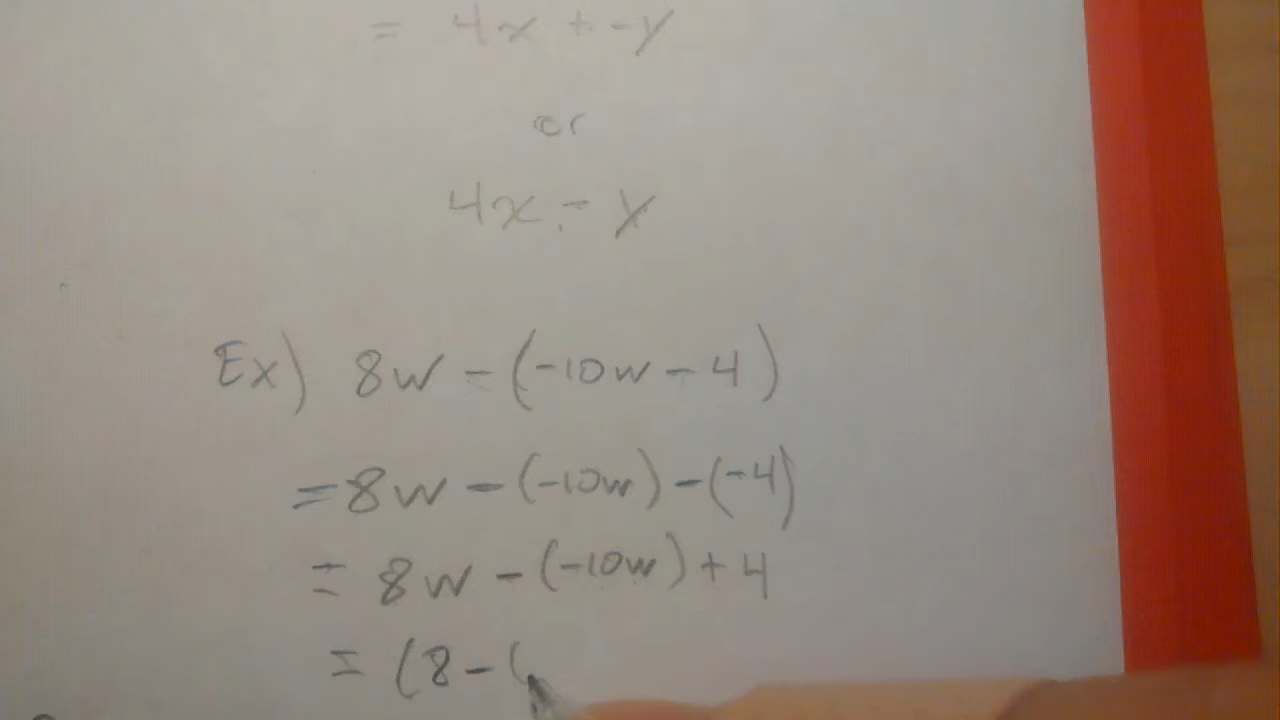 = 4x + -y
or
4x - y
Ex) 8w - (-10w - 4)
= 8w - (-10w) - (-4)
= 8w - (-10w) + 4
= (8 - (